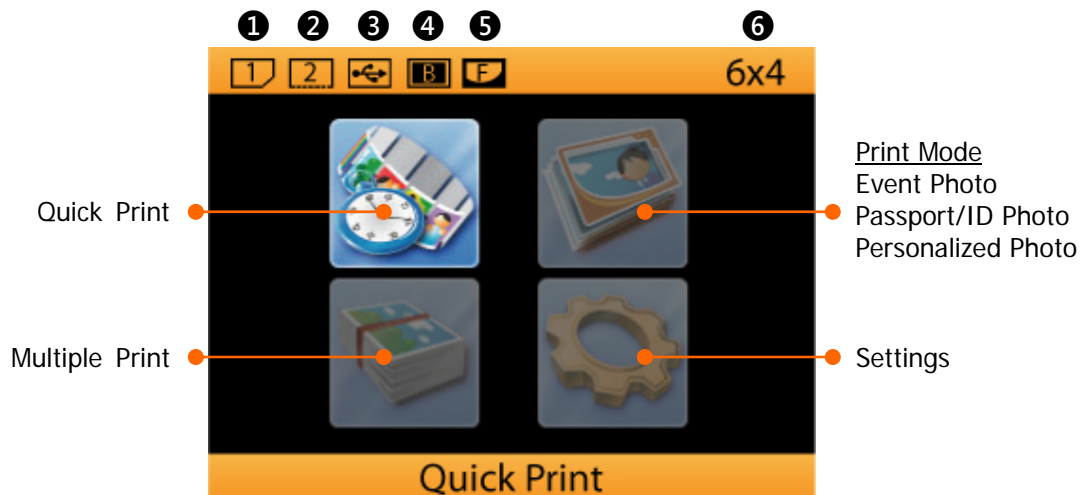 ❶ ❷ ❸ ❹ ❺ ❻
1 2 B F 6x4
Quick Print
Print Mode
Event Photo
Passport/ID Photo
Personalized Photo
Multiple Print
Settings
Quick Print